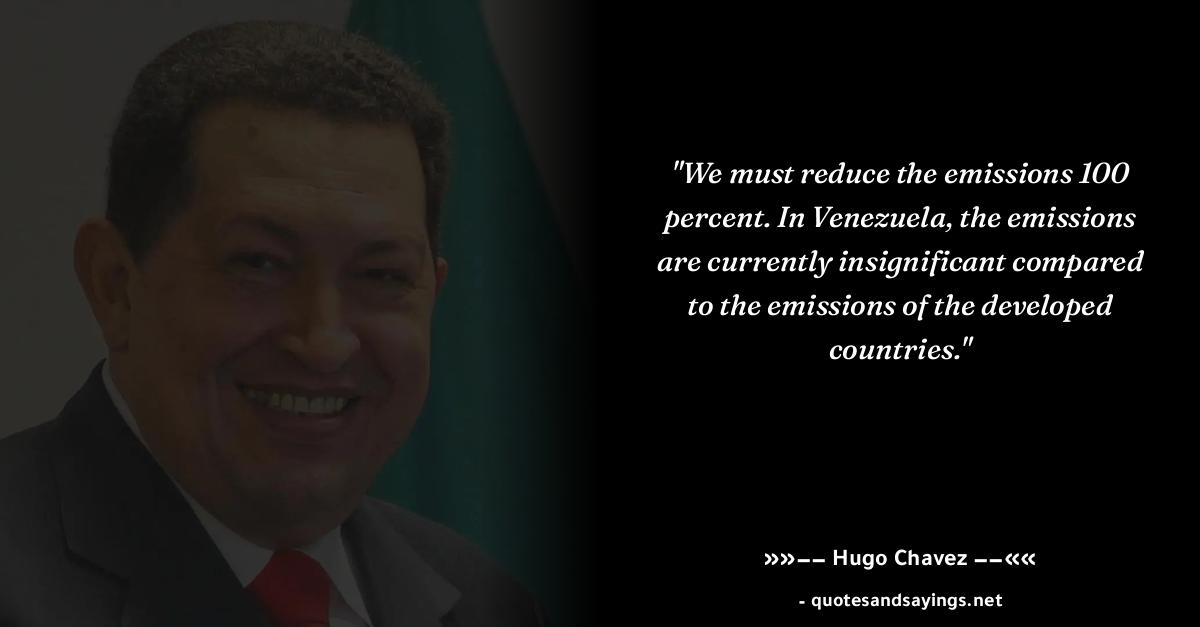 "We must reduce the emissions 100
percent. In Venezuela, the emissions
are currently insignificant compared
to the emissions of the developed
countries."
»»−− Hugo Chavez −−««
- quotesandsayings.net